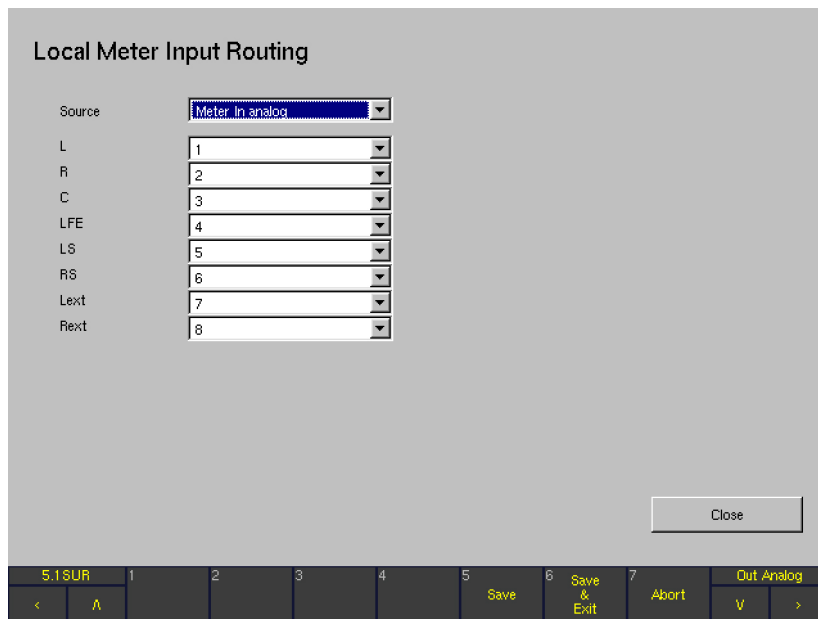 Local Meter Input Routing
Source Meter In analog
L 1
R 2
C 3
LFE 4
LS 5
RS 6
Lext 7
Rext 8
Close
5.1SUR 1 2 3 4 5 Save 6 Save & Exit 7 Abort Out Analog
< Λ V >